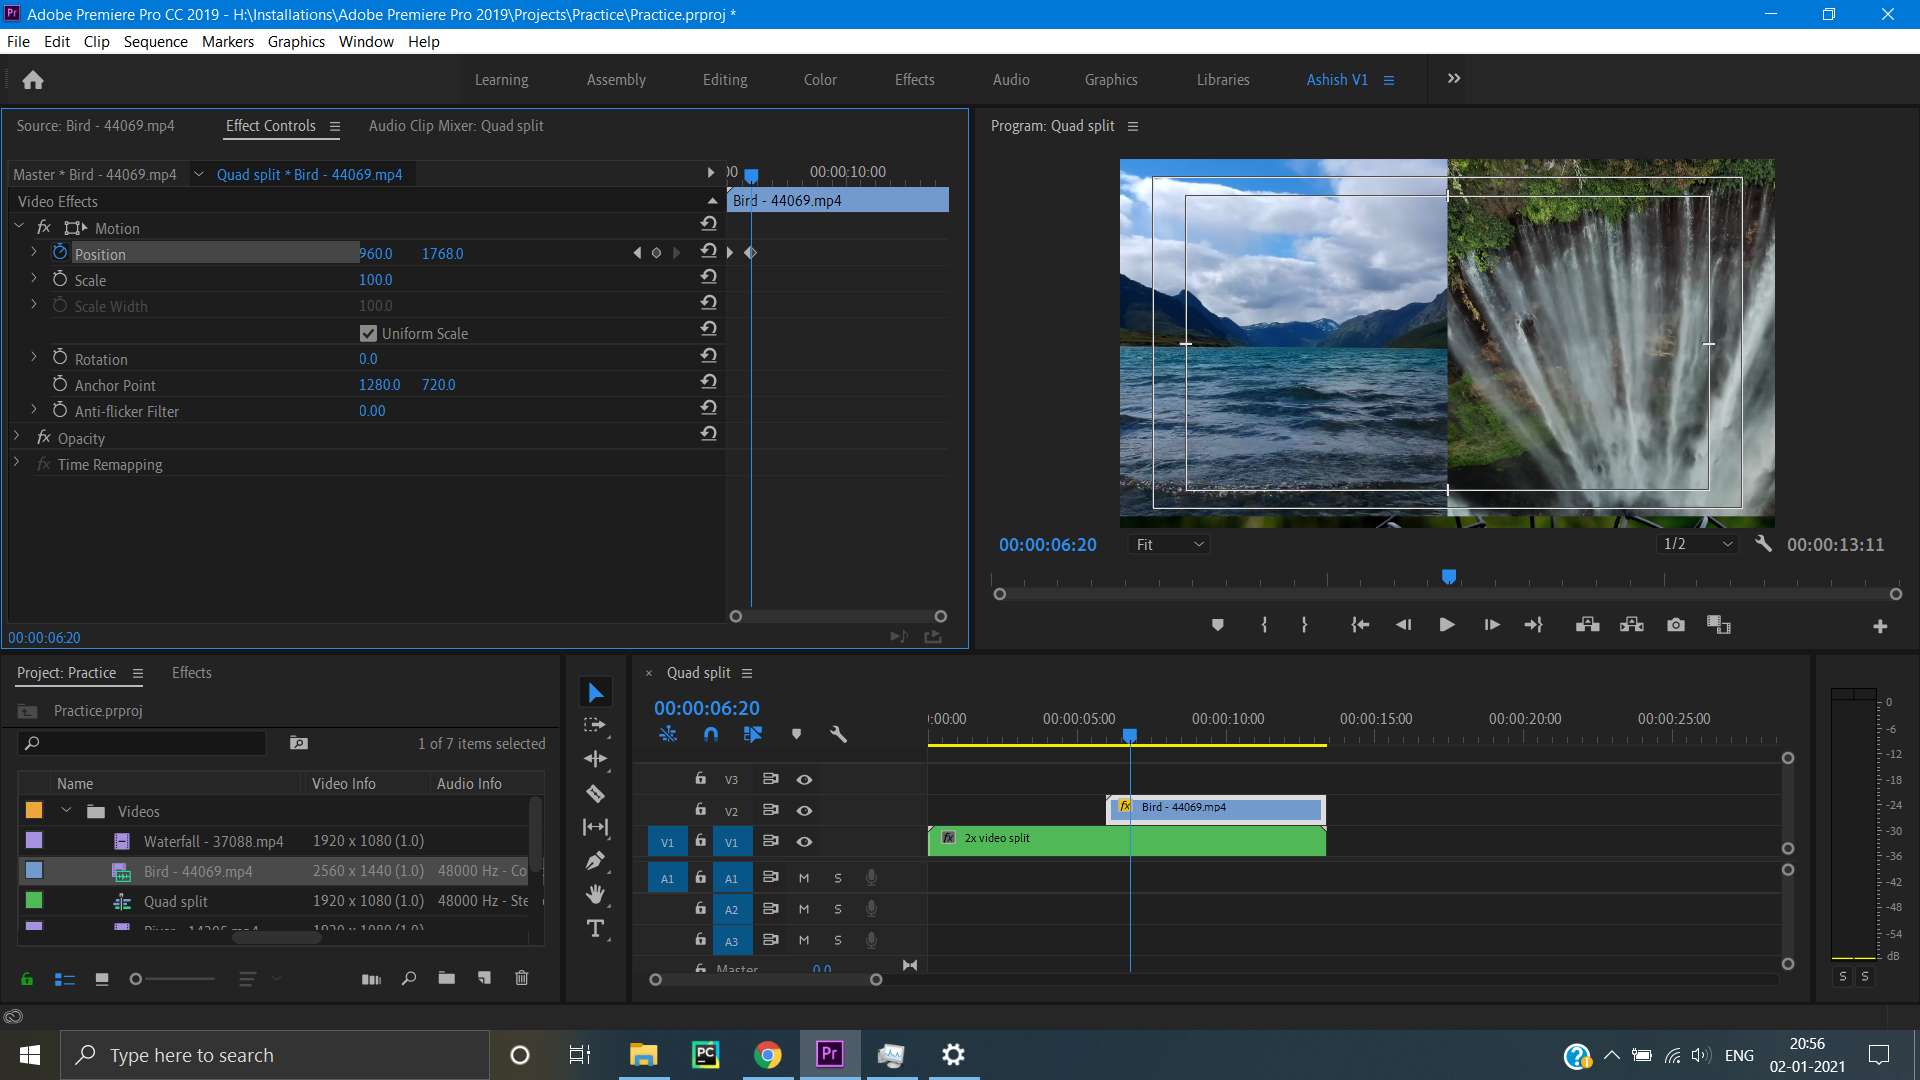 Adobe Premiere Pro CC 2019 - H:\Installations\Adobe Premiere Pro 2019\Projects\Practice\Practice.prproj *
File Edit Clip Sequence Markers Graphics Window Help
Learning Assembly Editing Color Effects Audio Graphics Libraries Ashish V1
Source: Bird - 44069.mp4 Effect Controls Audio Clip Mixer: Quad split
Master * Bird - 44069.mp4 Quad split * Bird - 44069.mp4
00 00:00:10:00
Video Effects
Bird - 44069.mp4
fx Motion
Position 960.0 1768.0
Scale 100.0
Scale Width 100.0
Uniform Scale
Rotation 0.0
Anchor Point 1280.0 720.0
Anti-flicker Filter 0.00
fx Opacity
fx Time Remapping
00:00:06:20
Program: Quad split
00:00:06:20 Fit 1/2 00:00:13:11
Project: Practice Effects
Practice.prproj
1 of 7 items selected
Name Video Info Audio Info
Videos
Waterfall - 37088.mp4 1920 x 1080 (1.0)
Bird - 44069.mp4 2560 x 1440 (1.0) 48000 Hz - Co
Quad split 1920 x 1080 (1.0) 48000 Hz - Ste
T
Quad split
00:00:06:20
:00:00 00:00:05:00 00:00:10:00 00:00:15:00 00:00:20:00 00:00:25:00
V3
V2 fx Bird - 44069.mp4
V1 V1 fx 2x video split
A1 A1 M S
A2 M S
A3 M S
Master 0.0
0
-6
-12
-18
-24
-30
-36
-42
-48
-54
dB
S S
Type here to search
PC
Pr
ENG
20:56
02-01-2021